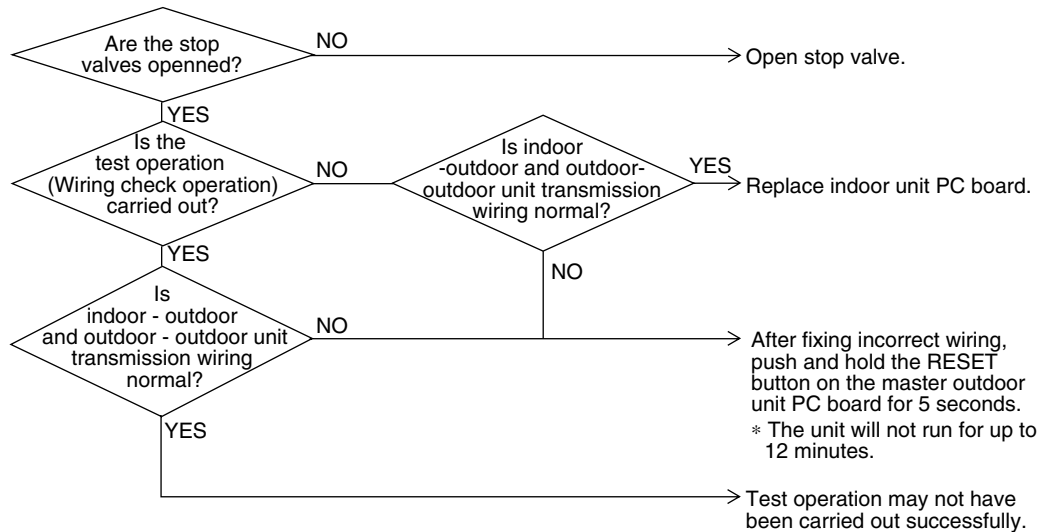 Are the stop
valves openned?
NO
Open stop valve.
YES
Is the
test operation
(Wiring check operation)
carried out?
NO
Is indoor
-outdoor and outdoor-
outdoor unit transmission
wiring normal?
YES
Replace indoor unit PC board.
YES
NO
Is
indoor - outdoor
and outdoor - outdoor unit
transmission wiring
normal?
NO
After fixing incorrect wiring,
push and hold the RESET
button on the master outdoor
unit PC board for 5 seconds.
* The unit will not run for up to
12 minutes.
YES
Test operation may not have
been carried out successfully.